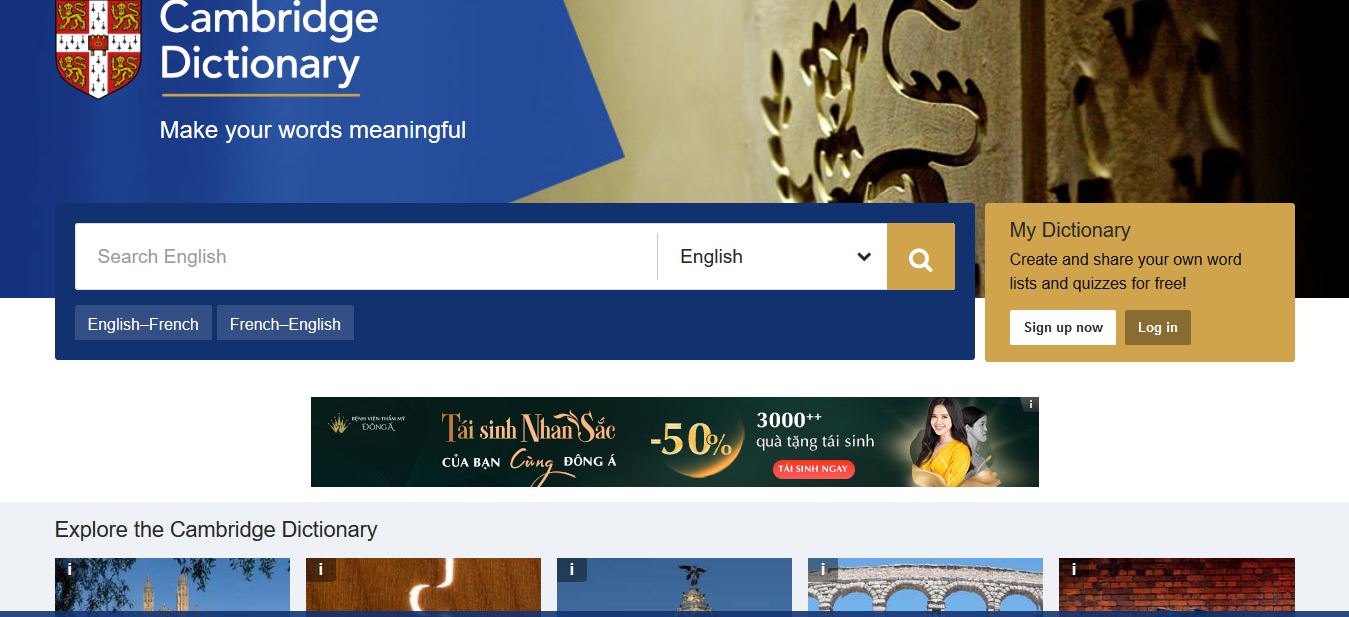 Cambridge
Dictionary
Make your words meaningful
Search English
English
English–French
French–English
My Dictionary
Create and share your own word
lists and quizzes for free!
Sign up now
Log in
BỆNH VIỆN THẨM MỸ
ĐÔNG Á
Tái sinh Nhan Sắc
CỦA BẠN Cùng ĐÔNG Á
-50%
3000++
quà tặng tái sinh
TÁI SINH NGAY
i
Explore the Cambridge Dictionary
i
i
i
i
i